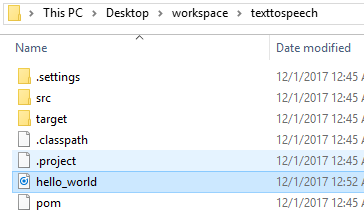 This PC > Desktop > workspace > texttospeech
Name Date modified
.settings 12/1/2017 12:45
src 12/1/2017 12:45
target 12/1/2017 12:45
.classpath 12/1/2017 12:45
.project 12/1/2017 12:45
hello_world 12/1/2017 12:52
pom 12/1/2017 12:45